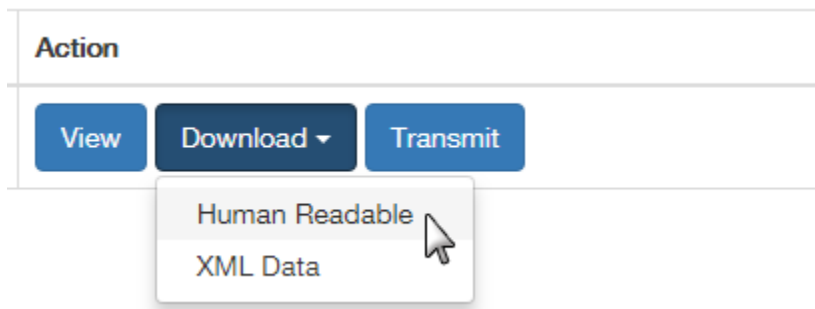 Action
View Download Transmit
Human Readable
XML Data